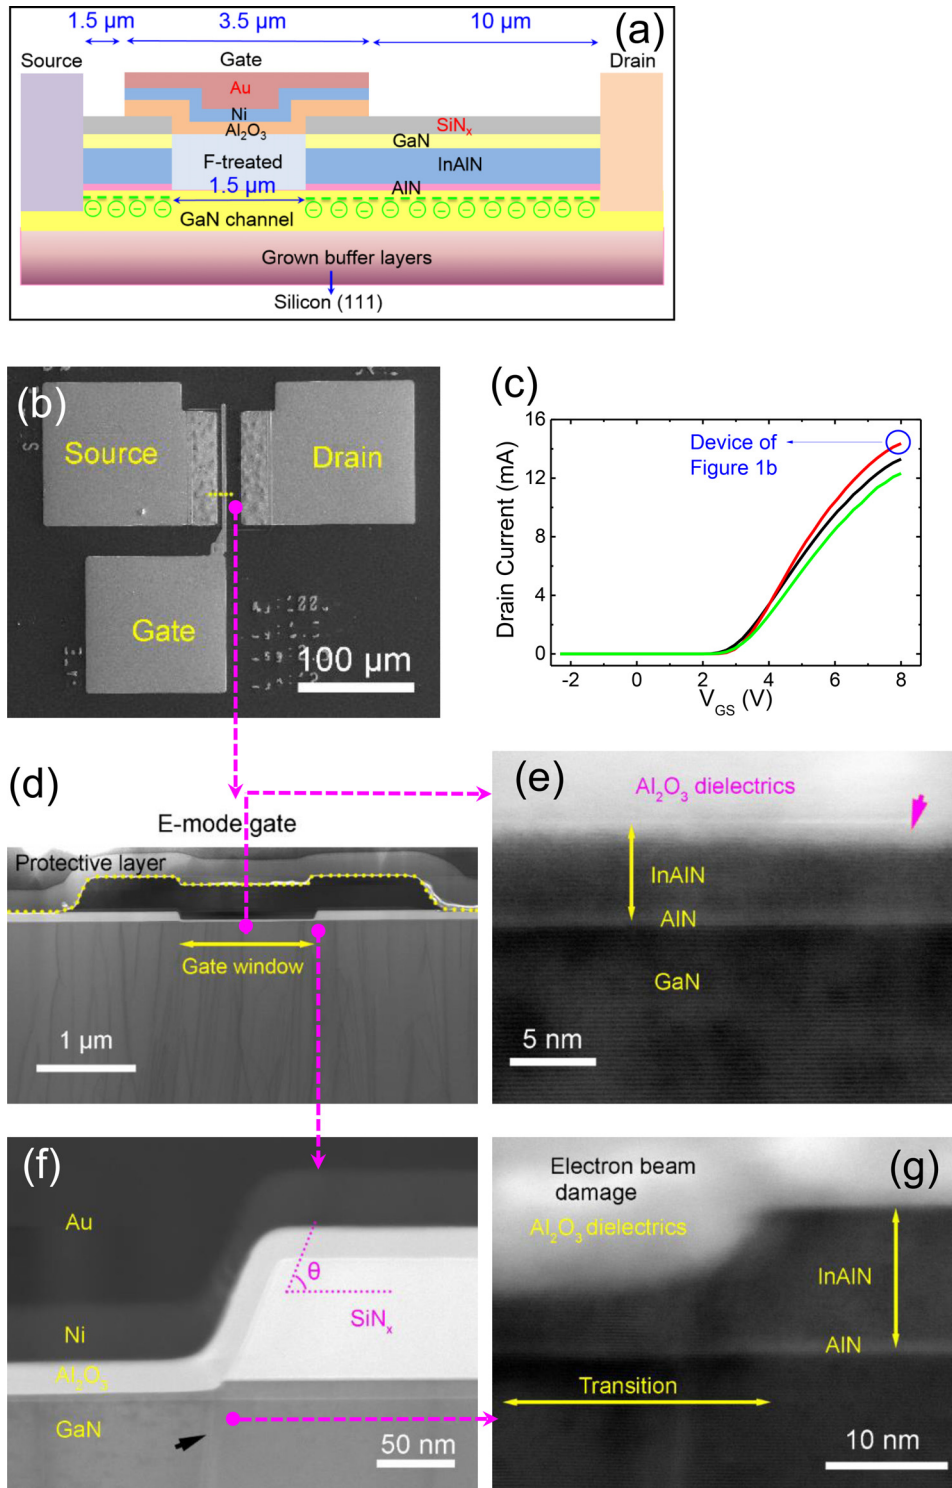 1.5 µm 3.5 µm 10 µm (a)
Source Gate Drain
Au
Ni
Al₂O₃
SiNₓ
GaN
F-treated
InAlN
AlN
1.5 µm
GaN channel
Grown buffer layers
Silicon (111)
(b)
Source
Drain
Gate
100 µm
(c)
Drain Current (mA)
16
12
8
4
0
-2 0 2 4 6 8
V_GS (V)
Device of
Figure 1b
(d)
E-mode gate
Protective layer
Gate window
1 µm
(e)
Al₂O₃ dielectrics
InAlN
AlN
GaN
5 nm
(f)
Au
θ
SiNₓ
Ni
Al₂O₃
GaN
50 nm
(g)
Electron beam
damage
Al₂O₃ dielectrics
InAlN
AlN
Transition
10 nm